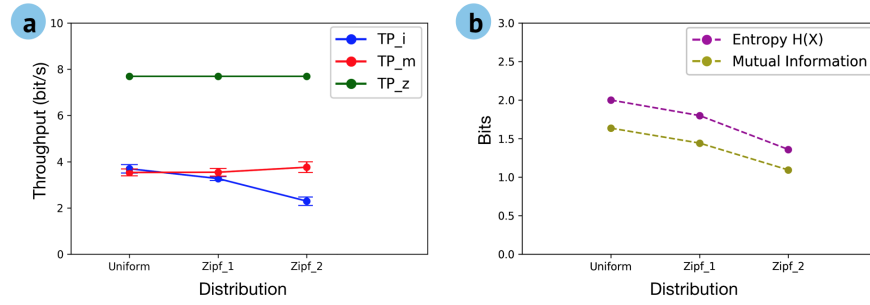 a
10
8
6
4
2
0
Throughput (bit/s)
TP_i
TP_m
TP_z
Uniform Zipf_1 Zipf_2
Distribution
b
3.0
2.5
2.0
1.5
1.0
0.5
0.0
Bits
Entropy H(X)
Mutual Information
Uniform Zipf_1 Zipf_2
Distribution